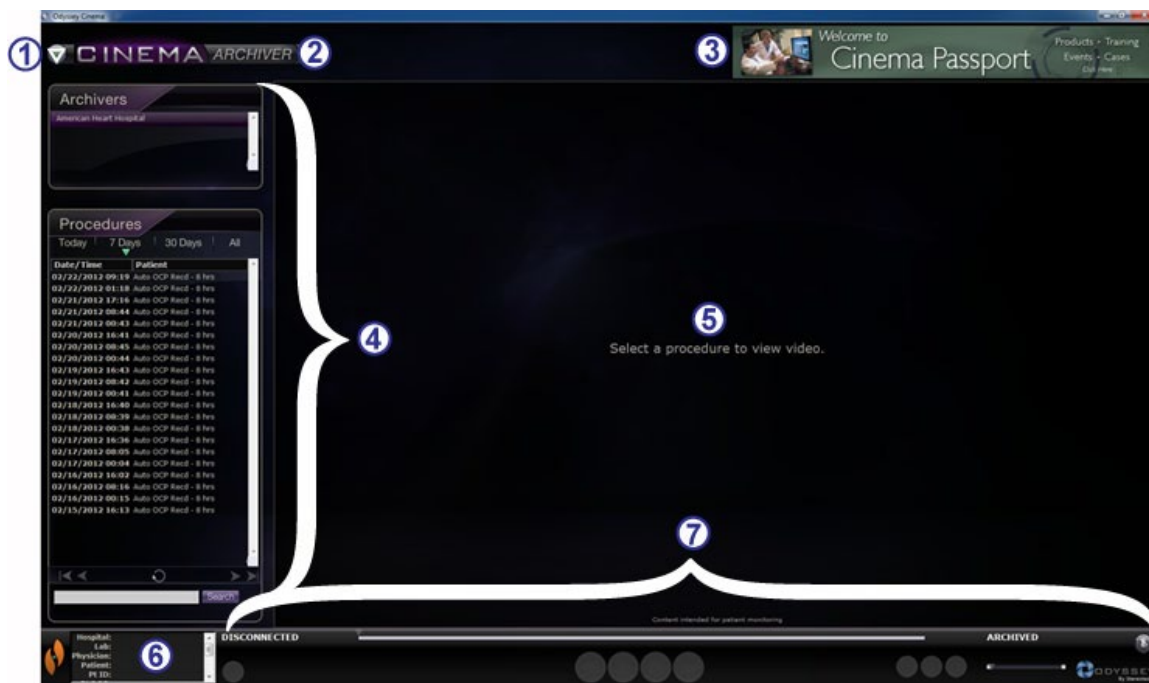 Odyssey Cinema
1
CINEMA ARCHIVER
2
3
Welcome to
Cinema Passport
Products - Training
Events - Cases
Click Here
Archivers
American Heart Hospital
Procedures
Today 7 Days 30 Days All
Date/Time Patient
02/22/2012 09:19 Auto OCP Recd - 8 hrs
02/22/2012 01:18 Auto OCP Recd - 8 hrs
02/21/2012 17:16 Auto OCP Recd - 8 hrs
02/21/2012 08:44 Auto OCP Recd - 8 hrs
02/21/2012 00:43 Auto OCP Recd - 8 hrs
02/20/2012 16:41 Auto OCP Recd - 8 hrs
02/20/2012 08:45 Auto OCP Recd - 8 hrs
02/20/2012 00:44 Auto OCP Recd - 8 hrs
02/19/2012 16:43 Auto OCP Recd - 8 hrs
02/19/2012 08:42 Auto OCP Recd - 8 hrs
02/19/2012 00:41 Auto OCP Recd - 8 hrs
02/18/2012 16:40 Auto OCP Recd - 8 hrs
02/18/2012 08:39 Auto OCP Recd - 8 hrs
02/18/2012 00:38 Auto OCP Recd - 8 hrs
02/17/2012 16:36 Auto OCP Recd - 8 hrs
02/17/2012 08:05 Auto OCP Recd - 8 hrs
02/17/2012 00:04 Auto OCP Recd - 8 hrs
02/16/2012 16:02 Auto OCP Recd - 8 hrs
02/16/2012 08:16 Auto OCP Recd - 8 hrs
02/16/2012 00:15 Auto OCP Recd - 8 hrs
02/15/2012 16:13 Auto OCP Recd - 8 hrs
Search
4
5
Select a procedure to view video.
7
Content intended for patient monitoring
Hospital:
Lab:
Physician:
Patient:
Pt ID:
6
DISCONNECTED
ARCHIVED
ODYSSEY